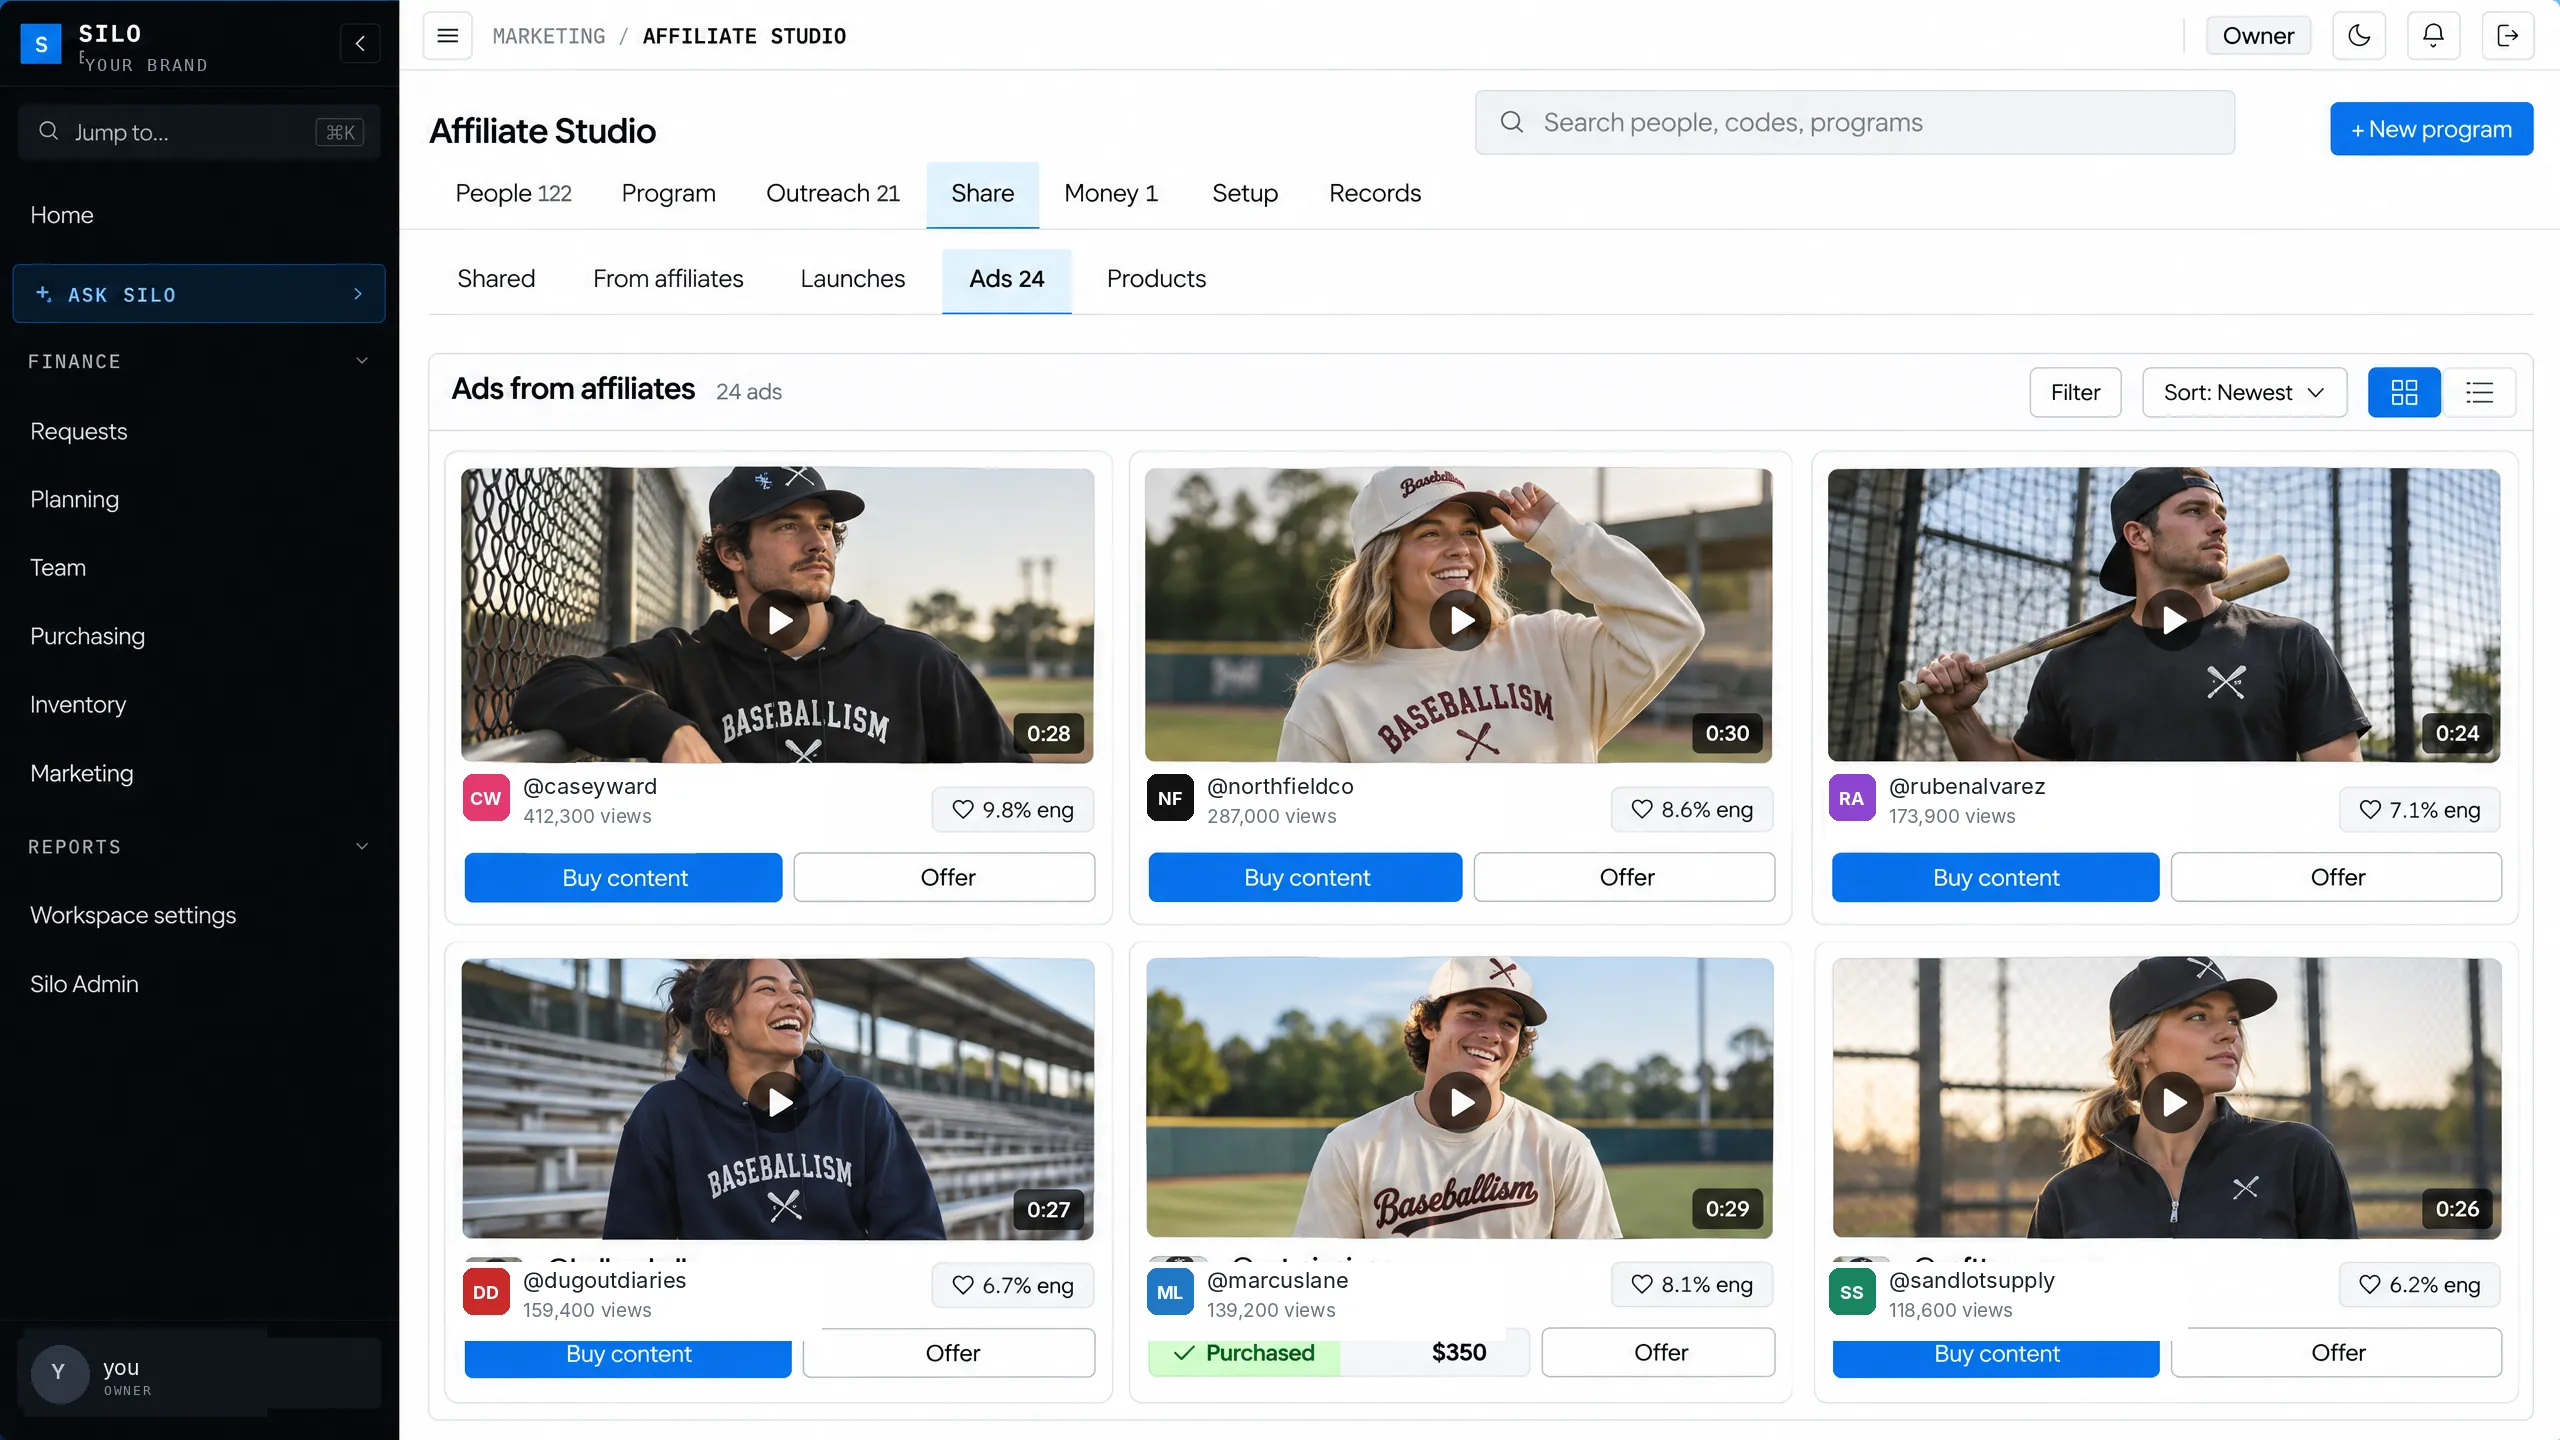 S
SILO
YOUR BRAND
Jump to...
⌘K
Home
ASK SILO
FINANCE
Requests
Planning
Team
Purchasing
Inventory
Marketing
REPORTS
Workspace settings
Silo Admin
Y
you
OWNER
MARKETING / AFFILIATE STUDIO
Owner
Affiliate Studio
Search people, codes, programs
+ New program
People 122
Program
Outreach 21
Share
Money 1
Setup
Records
Shared
From affiliates
Launches
Ads 24
Products
Ads from affiliates
24 ads
Filter
Sort: Newest
BASEBALLISM
0:28
CW
@caseyward
412,300 views
9.8% eng
Buy content
Offer
Baseballism
BASEBALLISM
0:30
NF
@northfieldco
287,000 views
8.6% eng
Buy content
Offer
0:24
RA
@rubenalvarez
173,900 views
7.1% eng
Buy content
Offer
BASEBALLISM
0:27
DD
@dugoutdiaries
159,400 views
6.7% eng
Buy content
Offer
Baseballism
0:29
ML
@marcuslane
139,200 views
8.1% eng
Purchased
$350
Offer
0:26
SS
@sandlotsupply
118,600 views
6.2% eng
Buy content
Offer